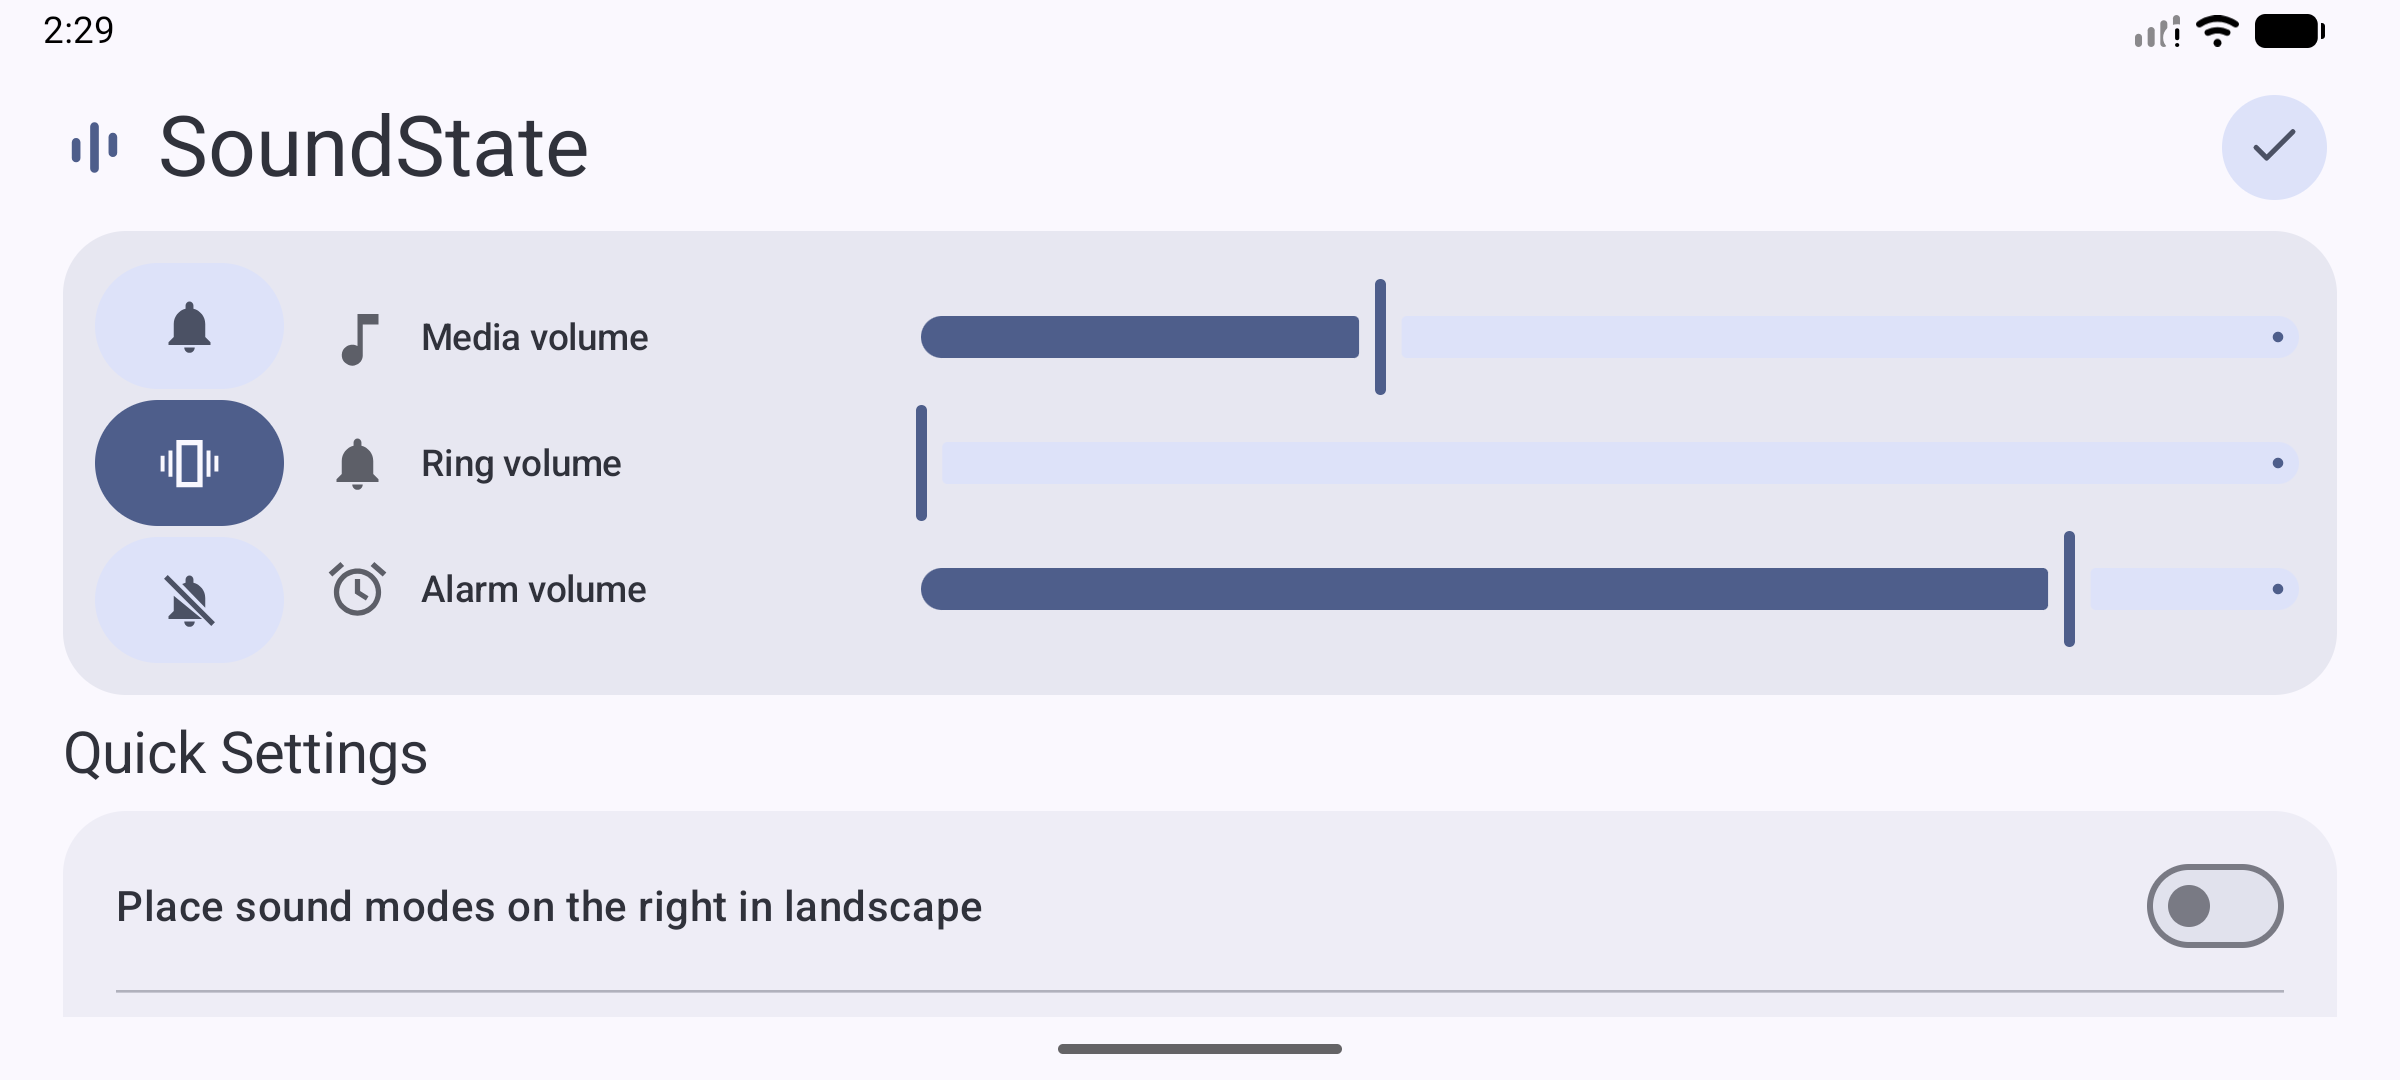 2:29
SoundState
Media volume
Ring volume
Alarm volume
Quick Settings
Place sound modes on the right in landscape